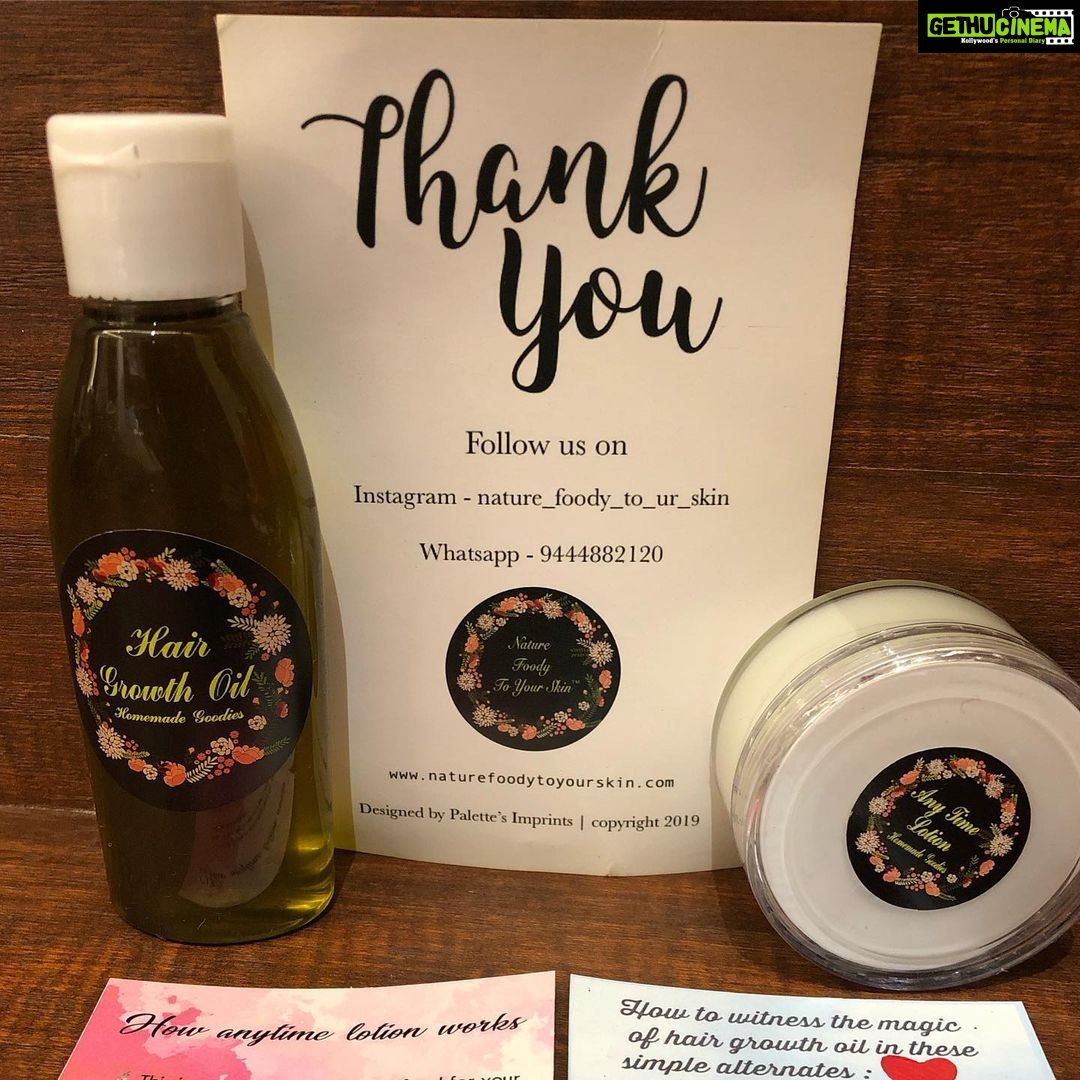 GETHUCINEMA
Kollywood's Personal Diary
Thank
You
Follow us on
Instagram - nature_foody_to_ur_skin
Whatsapp - 9444882120
Nature
Foody
To Your Skin™
www.naturefoodytoyourskin.com
Designed by Palette's Imprints | copyright 2019
Hair
Growth Oil
Homemade Goodies
Any Time
Lotion
Homemade Goodies
How anytime lotion works
How to witness the magic
of hair growth oil in these
simple alternates :